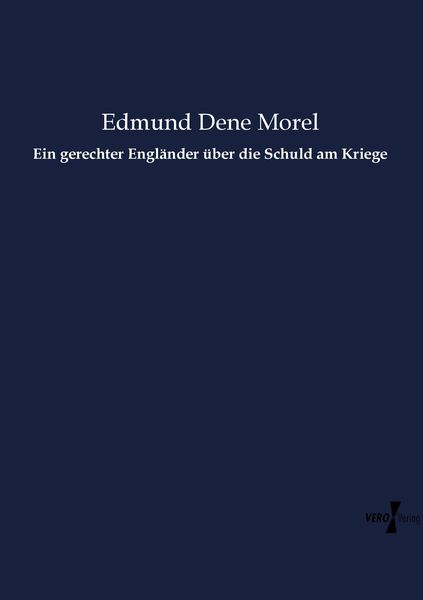 Edmund Dene Morel
Ein gerechter Engländer über die Schuld am Kriege
VERO Verlag